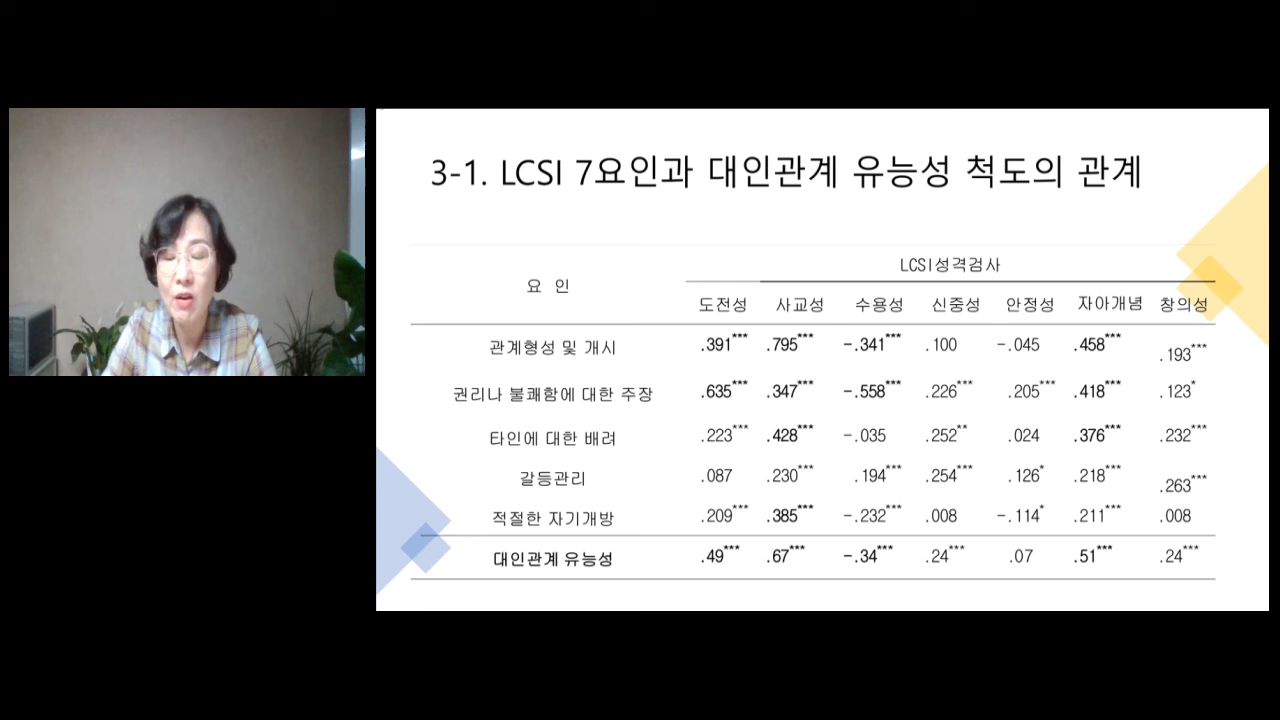 3-1. LCSI 7요인과 대인관계 유능성 척도의 관계
요 인 LCSI성격검사
도전성 사교성 수용성 신중성 안정성 자아개념 창의성
관계형성 및 개시 .391*** .795*** -.341*** .100 -.045 .458*** .193***
권리나 불쾌함에 대한 주장 .635*** .347*** -.558*** .226*** .205*** .418*** .123*
타인에 대한 배려 .223*** .428*** -.035 .252** .024 .376*** .232***
갈등관리 .087 .230*** .194*** .254*** .126* .218*** .263***
적절한 자기개방 .209*** .385*** -.232*** .008 -.114* .211*** .008
대인관계 유능성 .49*** .67*** -.34*** .24*** .07 .51*** .24***